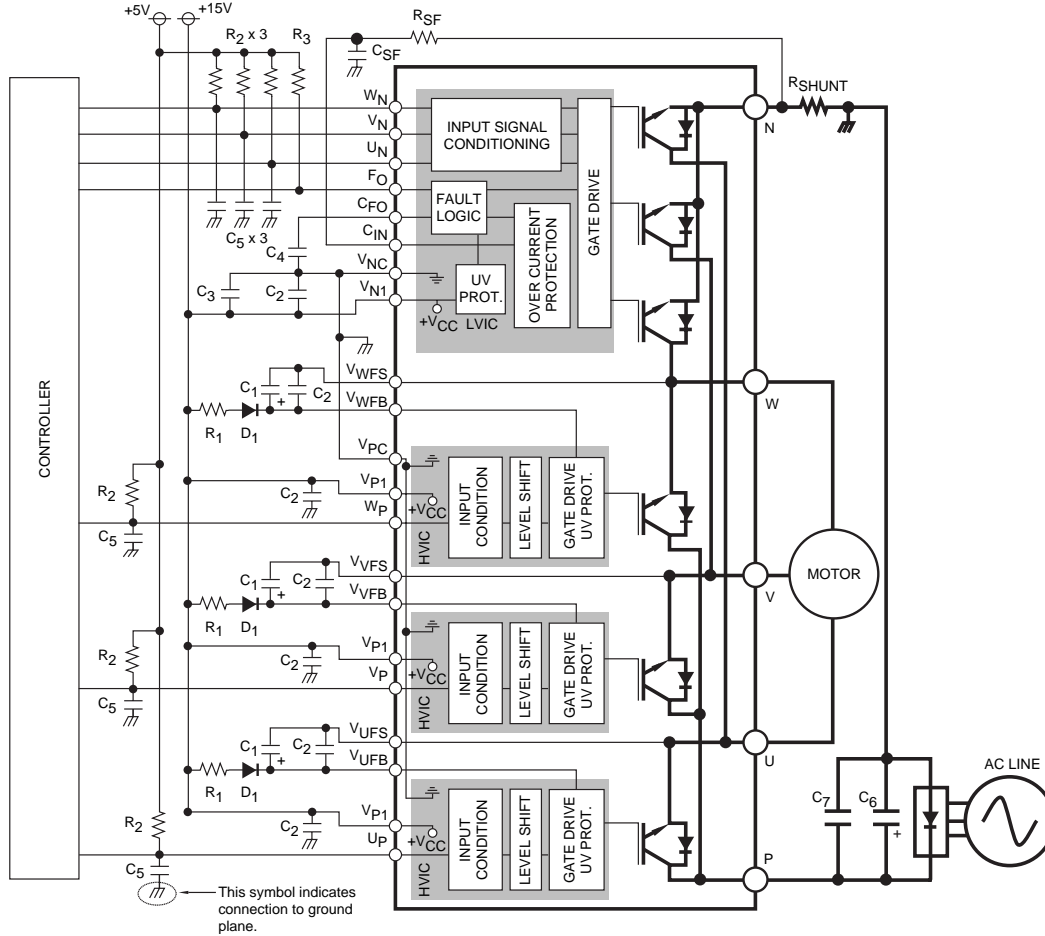 +5V
+15V
R2 x 3
R3
CSF
RSF
RSHUNT
CONTROLLER
WN
VN
UN
FO
CFO
CIN
VNC
VN1
C5 x 3
C4
C3
C2
INPUT SIGNAL
CONDITIONING
FAULT
LOGIC
UV
PROT.
+VCC
LVIC
OVER CURRENT
PROTECTION
GATE DRIVE
N
VWFS
VWFB
C1
+
C2
R1
D1
W
VPC
VP1
WP
R2
C2
C5
+VCC
HVIC
INPUT
CONDITION
LEVEL SHIFT
GATE DRIVE
UV PROT.
VVFS
VVFB
C1
+
C2
R1
D1
V
MOTOR
VP1
VP
R2
C2
C5
+VCC
HVIC
INPUT
CONDITION
LEVEL SHIFT
GATE DRIVE
UV PROT.
VUFS
VUFB
C1
+
C2
R1
D1
U
VP1
UP
R2
C2
C5
+VCC
HVIC
INPUT
CONDITION
LEVEL SHIFT
GATE DRIVE
UV PROT.
P
C7
C6
+
AC LINE
This symbol indicates
connection to ground
plane.